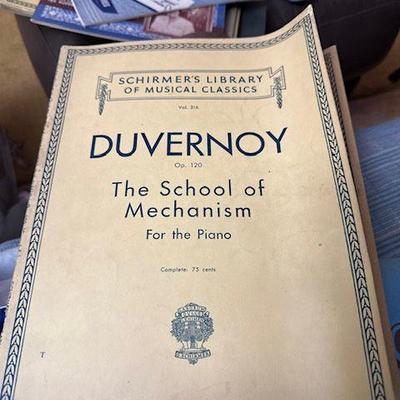 SCHIRMER'S LIBRARY
OF MUSICAL CLASSICS
Vol. 316
DUVERNOY
Op. 120
The School of
Mechanism
For the Piano
Complete: 75 cents
T
G. SCHIRMER